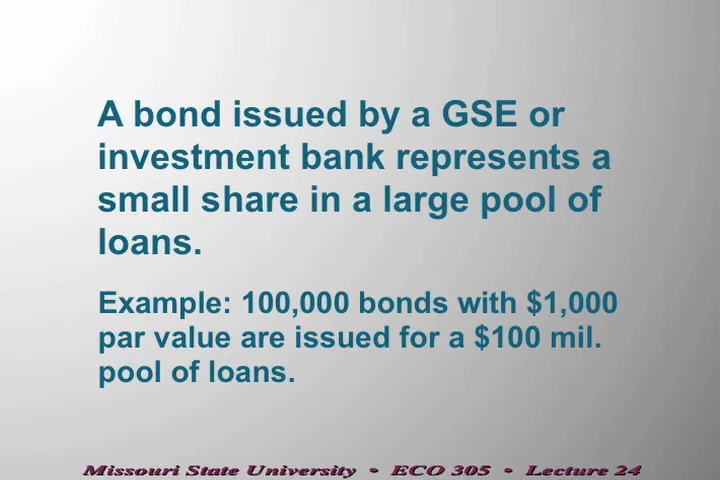 A bond issued by a GSE or
investment bank represents a
small share in a large pool of
loans.
Example: 100,000 bonds with $1,000
par value are issued for a $100 mil.
pool of loans.
Missouri State University • ECO 305 • Lecture 24